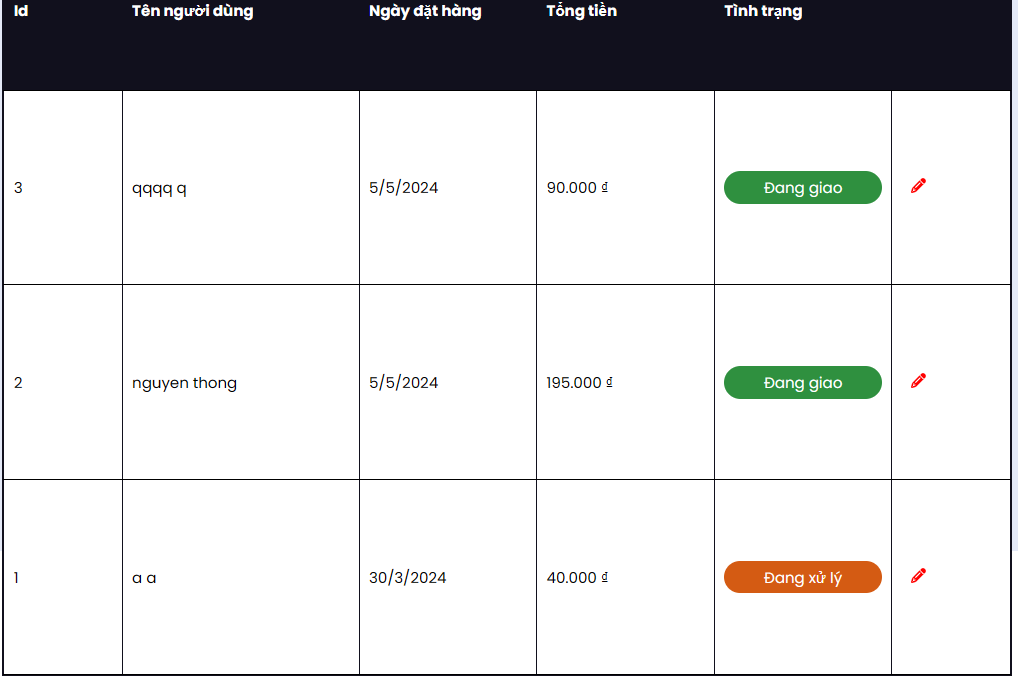 Id Tên người dùng Ngày đặt hàng Tổng tiền Tình trạng
3 qqqq q 5/5/2024 90.000 ₫ Đang giao
2 nguyen thong 5/5/2024 195.000 ₫ Đang giao
1 a a 30/3/2024 40.000 ₫ Đang xử lý